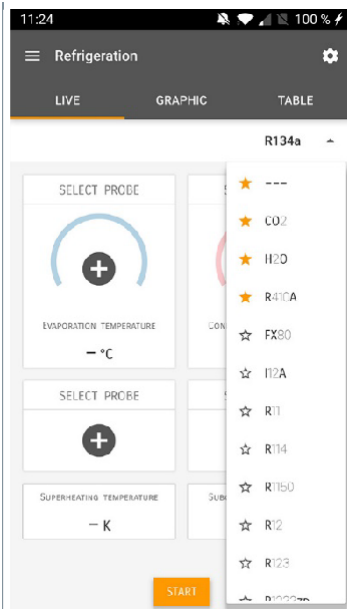 11:24
100 %
Refrigeration
LIVE GRAPHIC TABLE
R134a
SELECT PROBE
EVAPORATION TEMPERATURE
– °C
SELECT PROBE
SUPERHEATING TEMPERATURE
– K
START
---
CO2
H2O
R410A
FX80
I12A
R11
R114
R1150
R12
R123